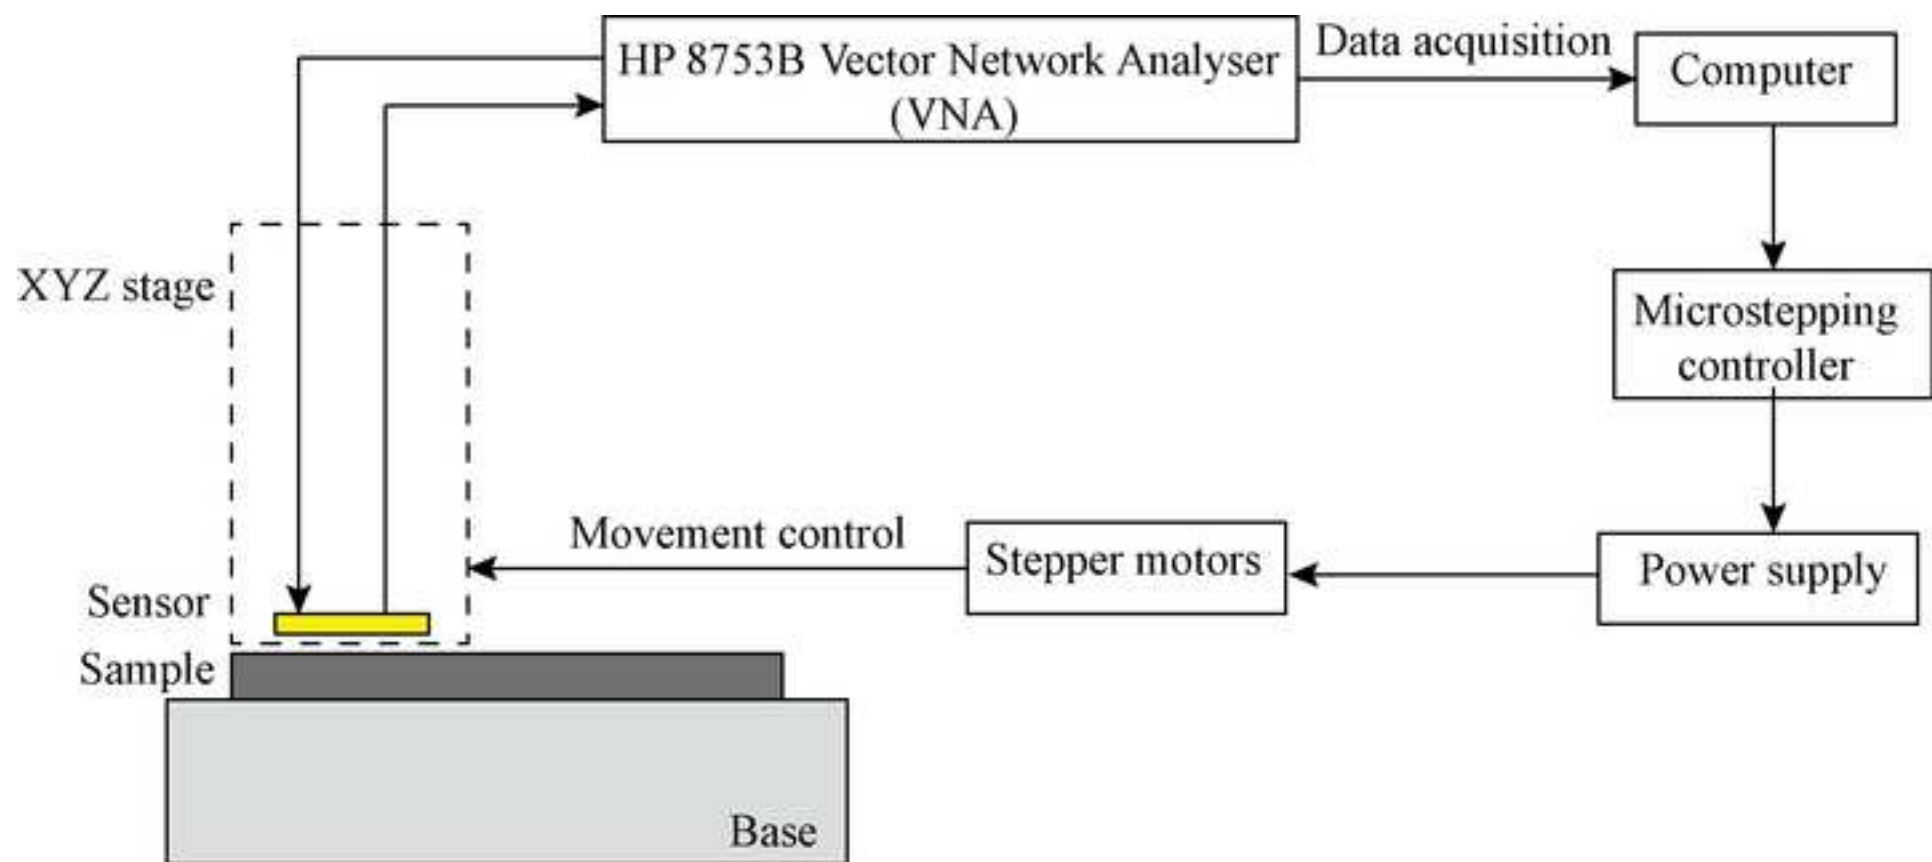 HP 8753B Vector Network Analyser
(VNA)
Data acquisition
Computer
XYZ stage
Microstepping
controller
Movement control
Stepper motors
Power supply
Sensor
Sample
Base